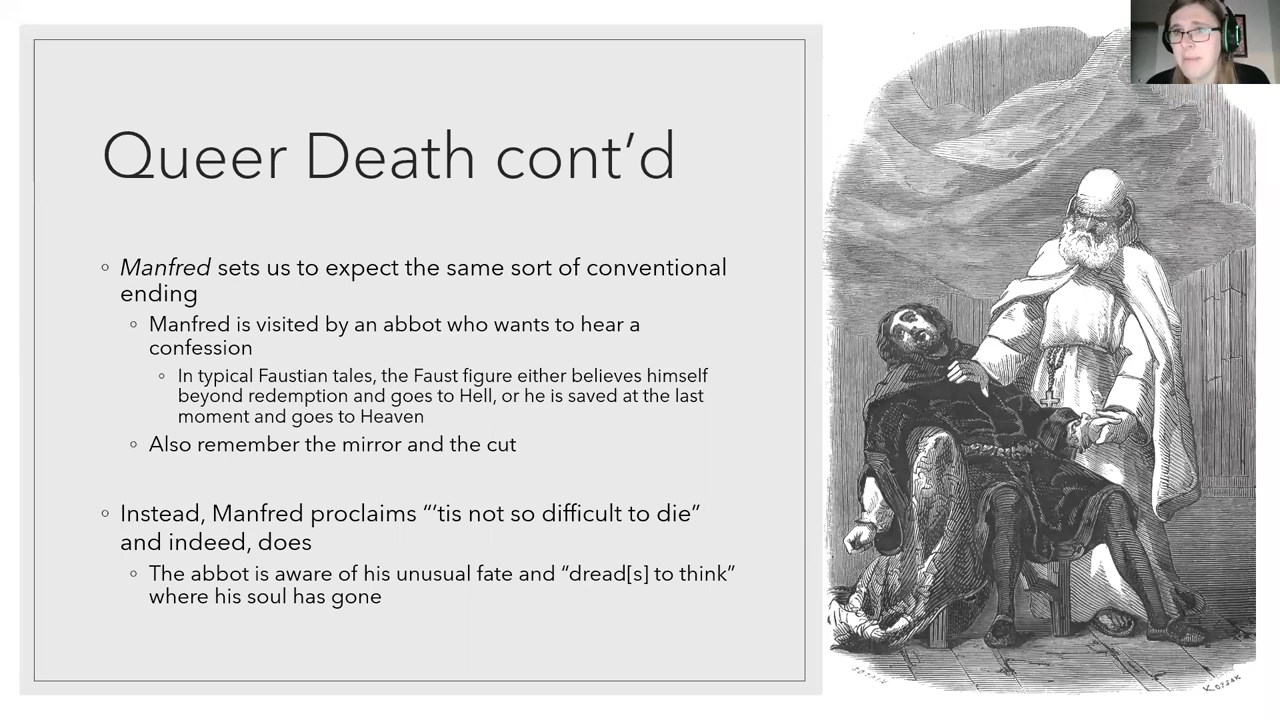 Queer Death cont’d
◦ Manfred sets us to expect the same sort of conventional
ending
◦ Manfred is visited by an abbot who wants to hear a
confession
◦ In typical Faustian tales, the Faust figure either believes himself
beyond redemption and goes to Hell, or he is saved at the last
moment and goes to Heaven
◦ Also remember the mirror and the cut
◦ Instead, Manfred proclaims “’tis not so difficult to die”
and indeed, does
◦ The abbot is aware of his unusual fate and “dread[s] to think”
where his soul has gone
KOSSAK